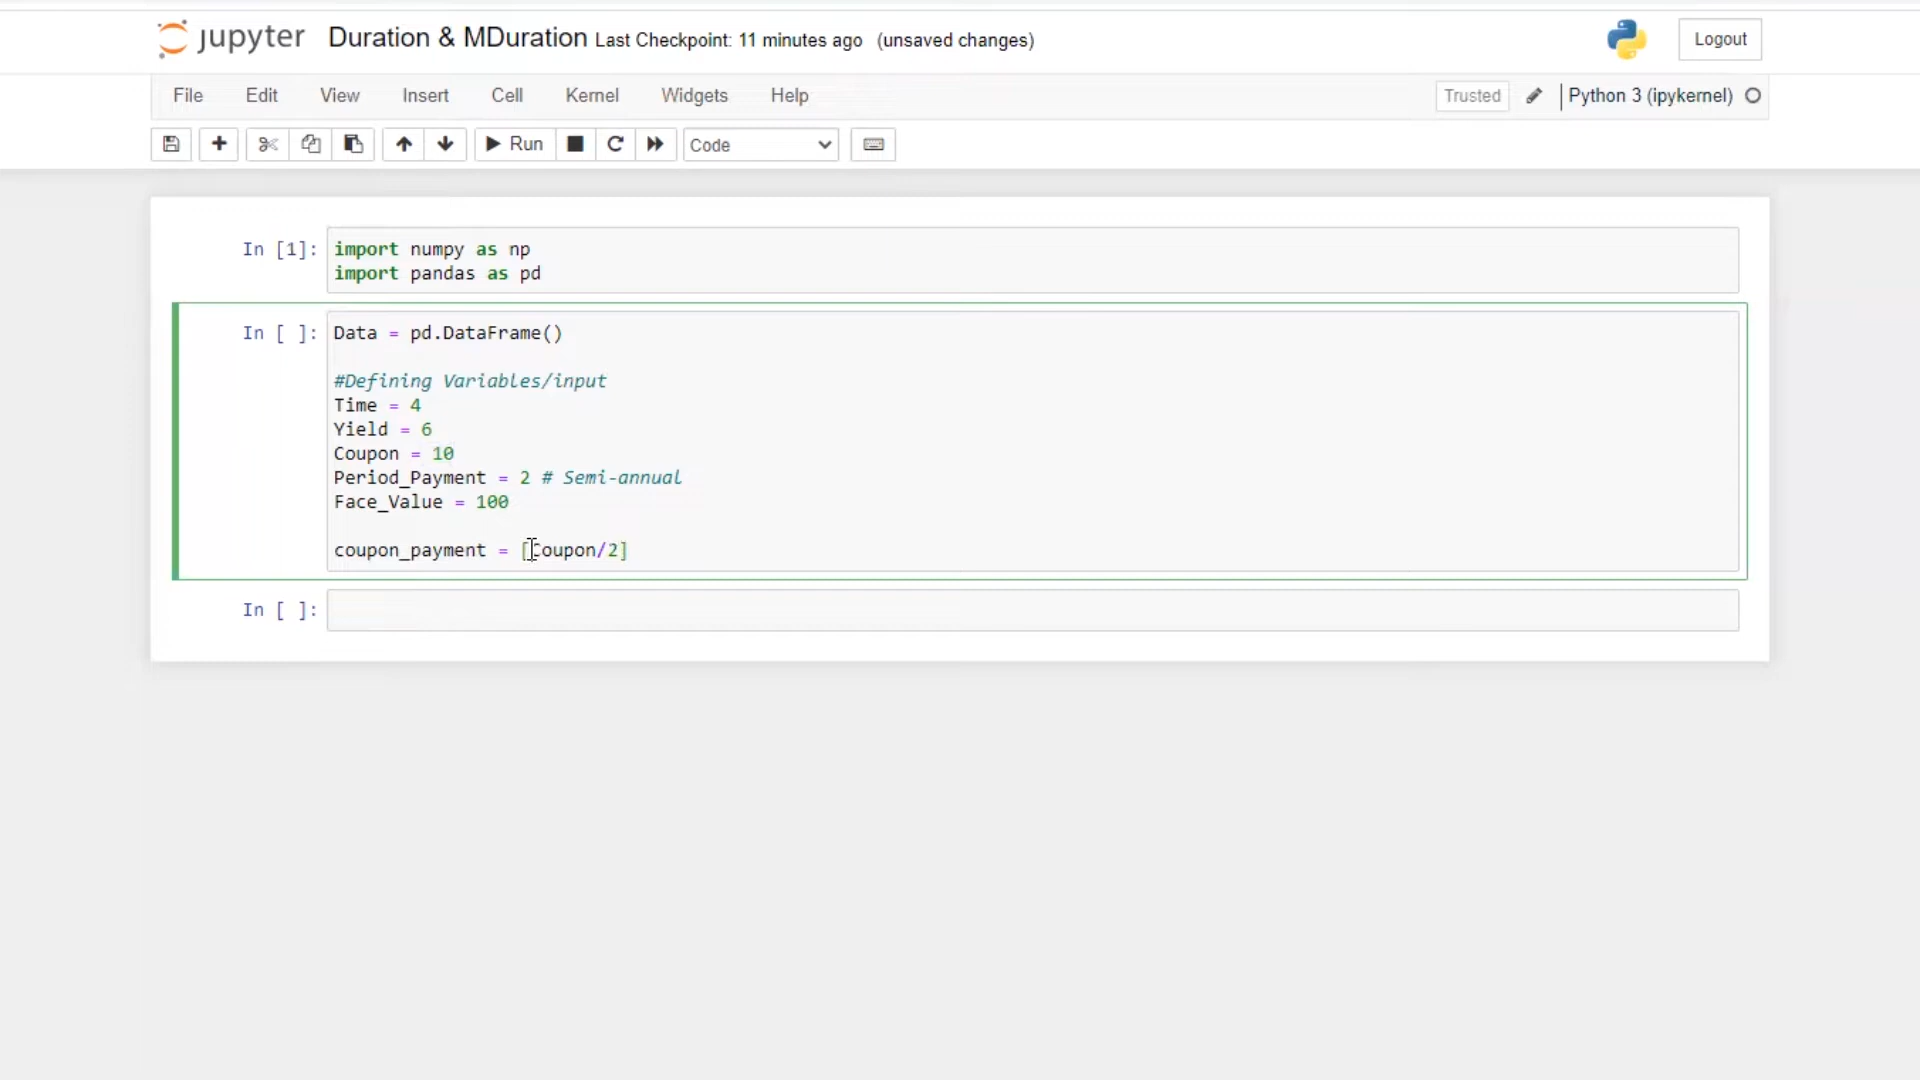 jupyter Duration & MDuration Last Checkpoint: 11 minutes ago (unsaved changes) Logout
File Edit View Insert Cell Kernel Widgets Help Trusted Python 3 (ipykernel)
Run Code
In [1]: import numpy as np
import pandas as pd
In [ ]: Data = pd.DataFrame()
#Defining Variables/input
Time = 4
Yield = 6
Coupon = 10
Period_Payment = 2 # Semi-annual
Face_Value = 100
coupon_payment = [Coupon/2]
In [ ]: